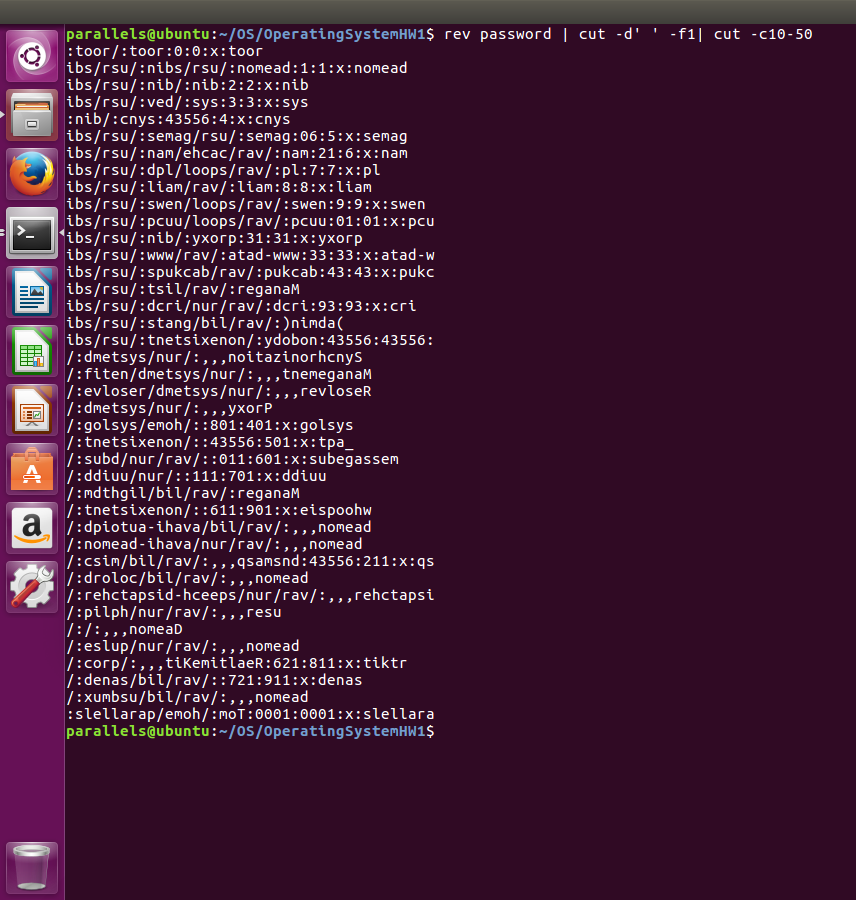 parallels@ubuntu:~/OS/OperatingSystemHW1$ rev password | cut -d' ' -f1| cut -c10-50
:toor/:toor:0:0:x:toor
ibs/rsu/:nibs/rsu/:nomead:1:1:x:nomead
ibs/rsu/:nib/:nib:2:2:x:nib
ibs/rsu/:ved/:sys:3:3:x:sys
:nib/:cnys:43556:4:x:cnys
ibs/rsu/:semag/rsu/:semag:06:5:x:semag
ibs/rsu/:nam/ehcac/rav/:nam:21:6:x:nam
ibs/rsu/:dpl/loops/rav/:pl:7:7:x:pl
ibs/rsu/:liam/rav/:liam:8:8:x:liam
ibs/rsu/:swen/loops/rav/:swen:9:9:x:swen
ibs/rsu/:pcuu/loops/rav/:pcuu:01:01:x:pcu
ibs/rsu/:nib/:yxorp:31:31:x:yxorp
ibs/rsu/:www/rav/:atad-www:33:33:x:atad-w
ibs/rsu/:spukcab/rav/:pukcab:43:43:x:pukc
ibs/rsu/:tsil/rav/:reganaM
ibs/rsu/:dcri/nur/rav/:dcri:93:93:x:cri
ibs/rsu/:stang/bil/rav/:)nimda(
ibs/rsu/:tnetsixenon/:ydobon:43556:43556:
/:dmetsys/nur/:,,,noitazinorhcnyS
/:fiten/dmetsys/nur/:,,,tnemeganaM
/:evloser/dmetsys/nur/:,,,revloseR
/:dmetsys/nur/:,,,yxorP
/:golsys/emoh/::801:401:x:golsys
/:tnetsixenon/::43556:501:x:tpa_
/:subd/nur/rav/::011:601:x:subegassem
/:ddiuu/nur/::111:701:x:ddiuu
/:mdthgil/bil/rav/:reganaM
/:tnetsixenon/::611:901:x:eispoohw
/:dpiotua-ihava/bil/rav/:,,,nomead
/:nomead-ihava/nur/rav/:,,,nomead
/:csim/bil/rav/:,,,qsamsnd:43556:211:x:qs
/:droloc/bil/rav/:,,,nomead
/:rehctapsid-hceeps/nur/rav/:,,,rehctapsi
/:pilph/nur/rav/:,,,resu
/:/:,,,nomeaD
/:eslup/nur/rav/:,,,nomead
/:corp/:,,,tiKemitlaeR:621:811:x:tiktr
/:denas/bil/rav/::721:911:x:denas
/:xumbsu/bil/rav/:,,,nomead
:slellarap/emoh/:moT:0001:0001:x:slellara
parallels@ubuntu:~/OS/OperatingSystemHW1$